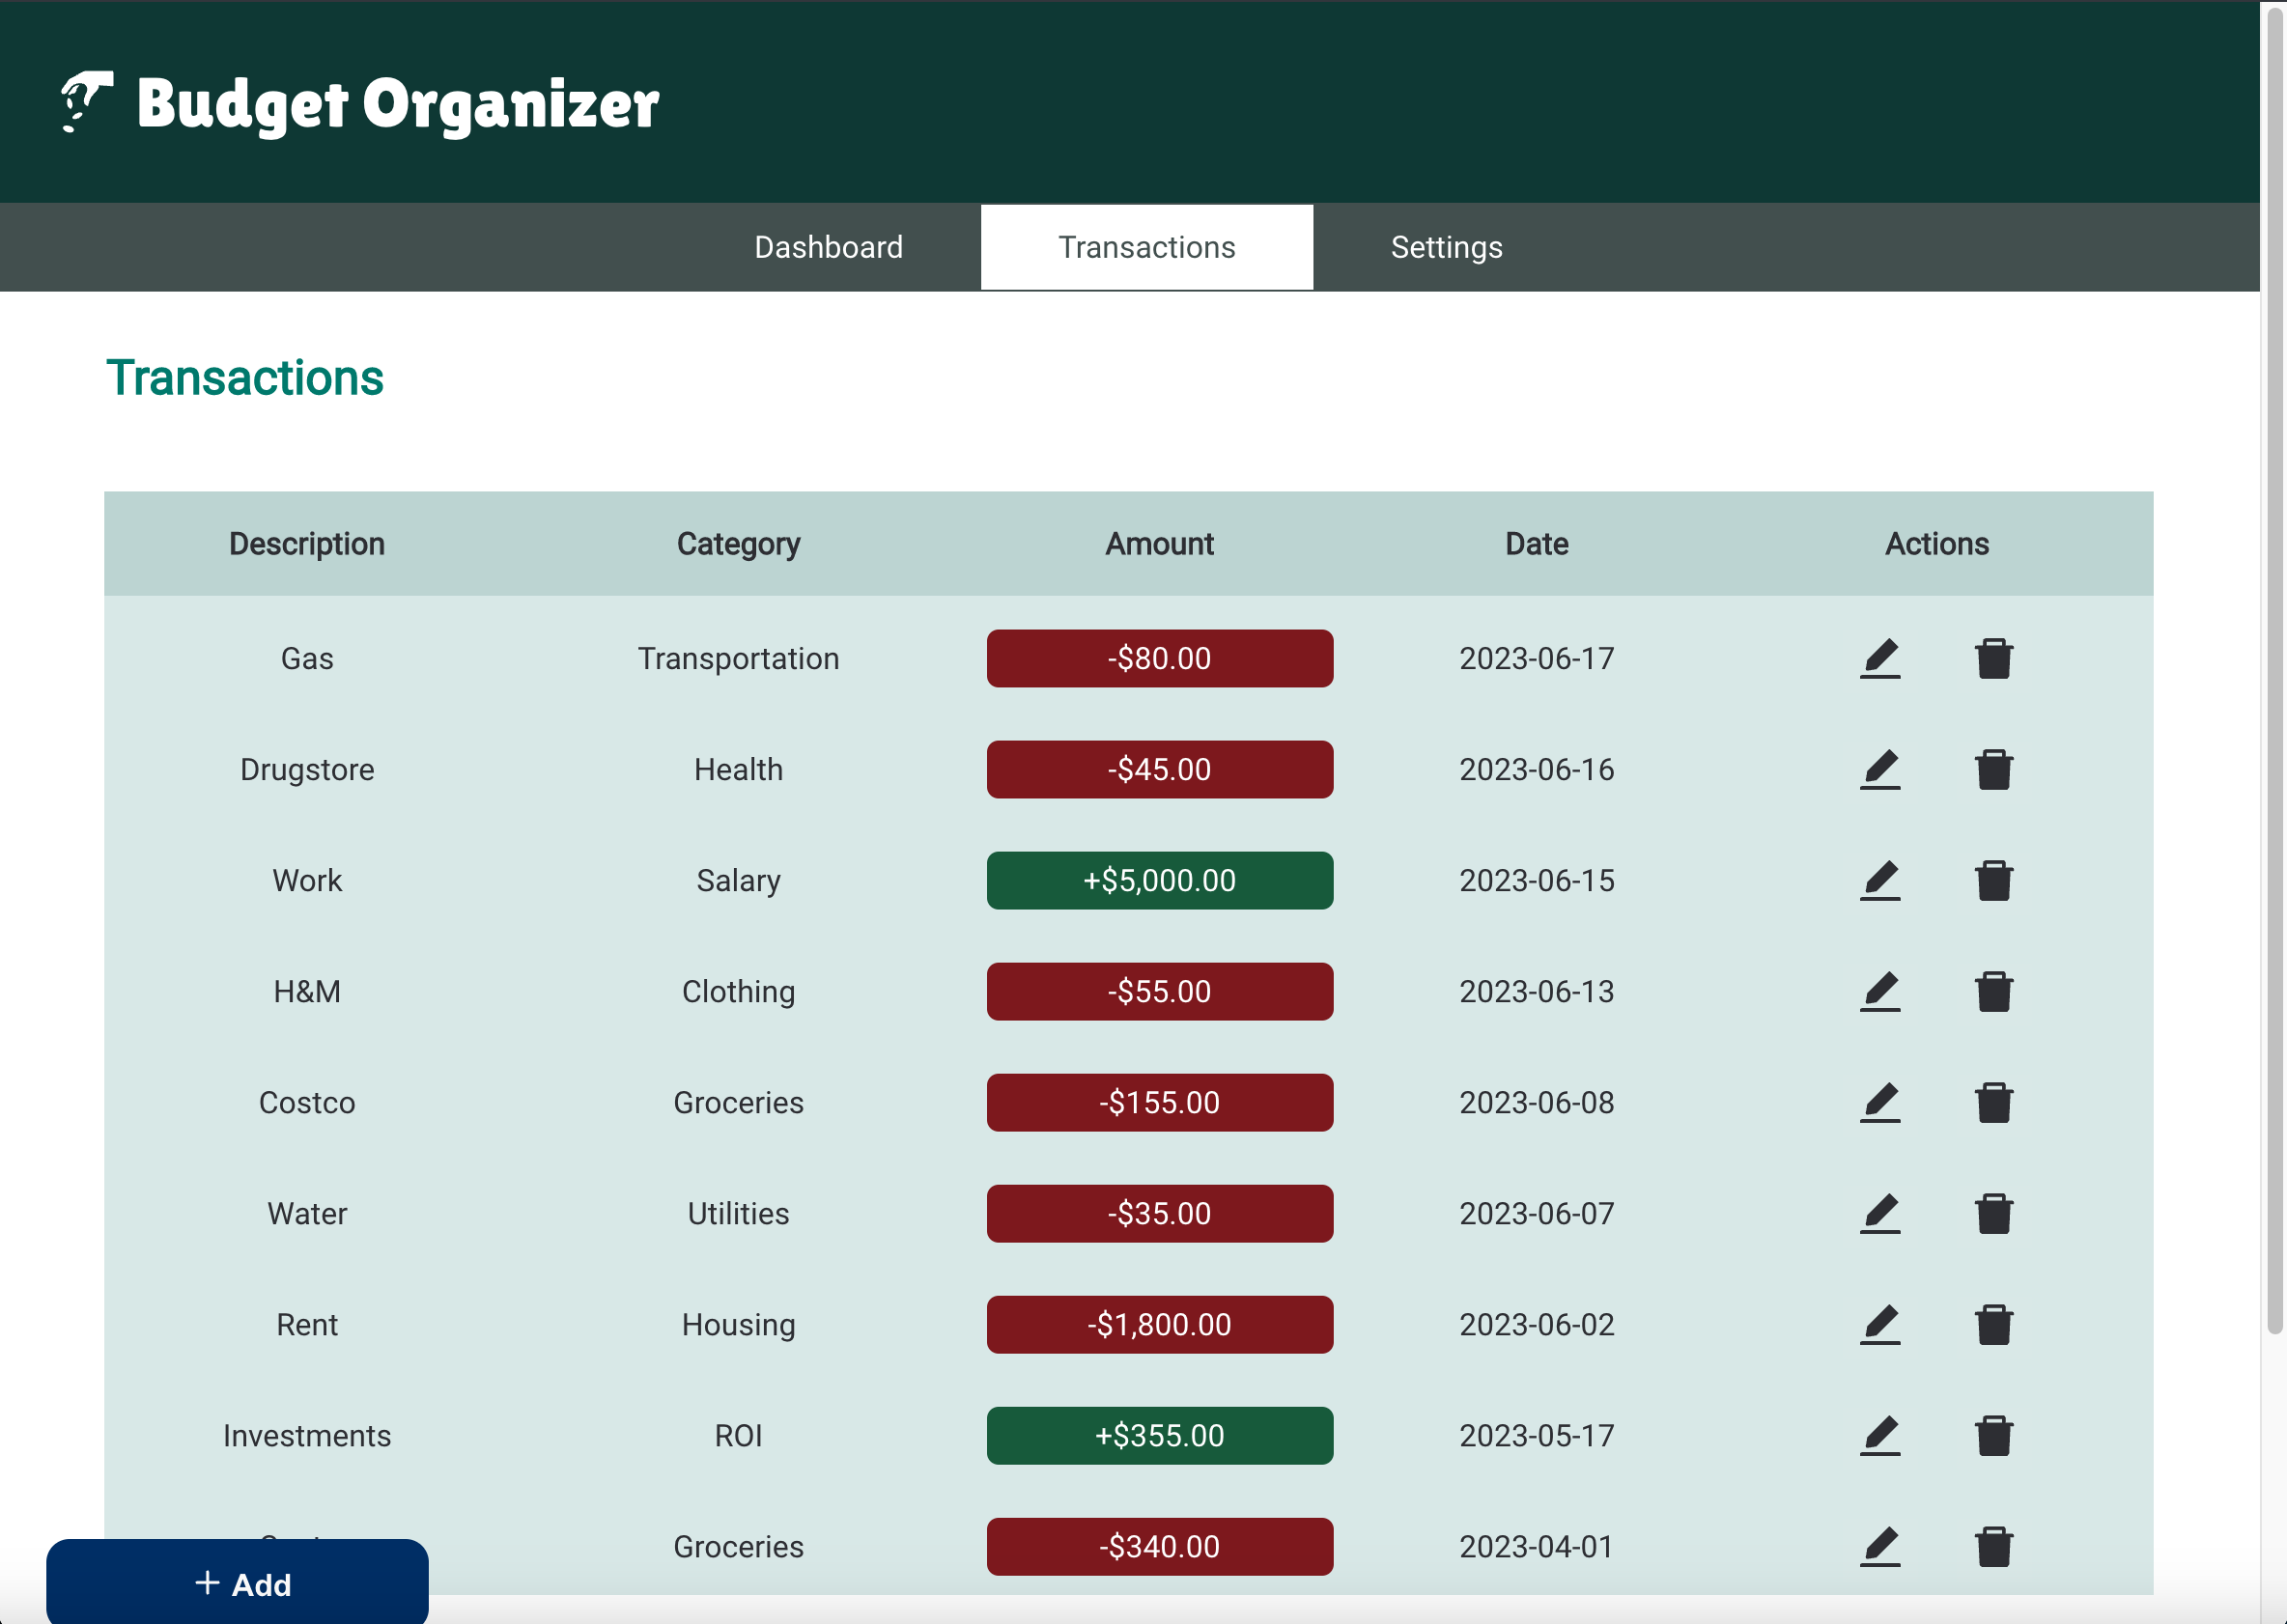 Budget Organizer
Dashboard Transactions Settings
Transactions
Description Category Amount Date Actions
Gas Transportation -$80.00 2023-06-17
Drugstore Health -$45.00 2023-06-16
Work Salary +$5,000.00 2023-06-15
H&M Clothing -$55.00 2023-06-13
Costco Groceries -$155.00 2023-06-08
Water Utilities -$35.00 2023-06-07
Rent Housing -$1,800.00 2023-06-02
Investments ROI +$355.00 2023-05-17
Groceries -$340.00 2023-04-01
+ Add